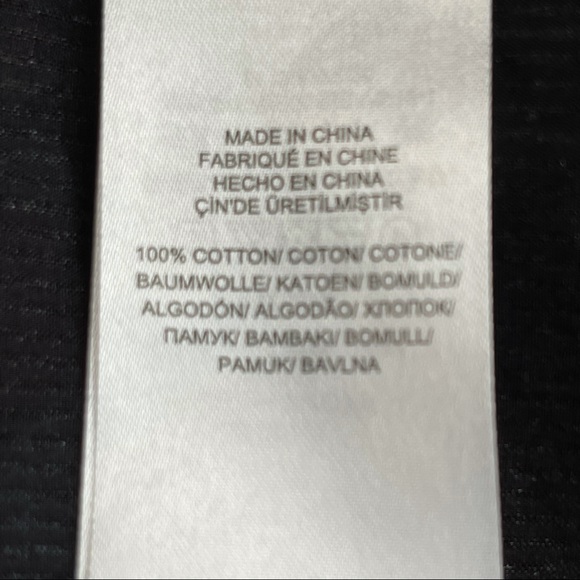 MADE IN CHINA
FABRIQUÉ EN CHINE
HECHO EN CHINA
ÇİN'DE ÜRETİLMİŞTİR
100% COTTON/ COTON/ COTONE/
BAUMWOLLE/ KATOEN/ BOMULD/
ALGODÓN/ ALGODÃO/ ХЛОПОК/
ПАМУК/ BAMBAKI/ BOMULL/
PAMUK/ BAVLNA